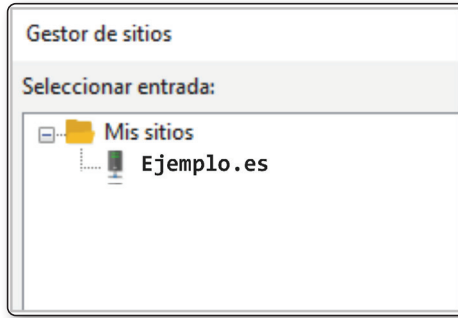 Gestor de sitios
Seleccionar entrada:
Mis sitios
Ejemplo.es